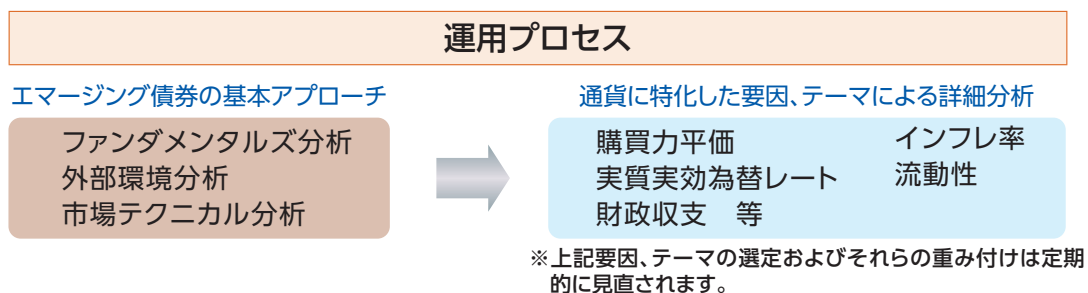 運用プロセス
エマージング債券の基本アプローチ
ファンダメンタルズ分析
外部環境分析
市場テクニカル分析
通貨に特化した要因、テーマによる詳細分析
購買力平価 インフレ率
実質実効為替レート 流動性
財政収支 等
※上記要因、テーマの選定およびそれらの重み付けは定期
的に見直されます。